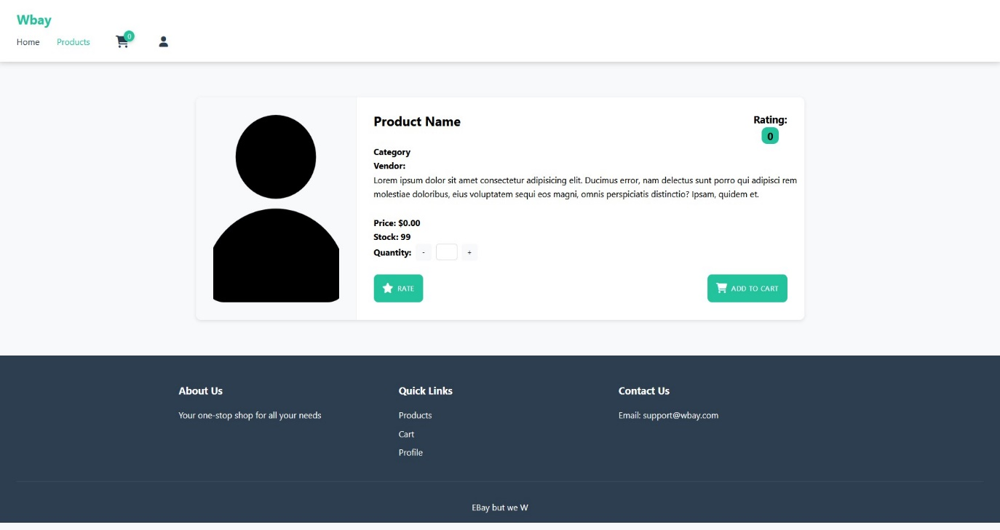 Wbay
Home Products 0
Product Name
Rating:
0
Category
Vendor:
Lorem ipsum dolor sit amet consectetur adipisicing elit. Ducimus error, nam delectus sunt porro qui adipisci rem
molestiae doloribus, eius voluptatem sequi eos magni, omnis perspiciatis distinctio? Ipsam, quidem et.
Price: $0.00
Stock: 99
Quantity: - +
RATE
ADD TO CART
About Us
Your one-stop shop for all your needs
Quick Links
Products
Cart
Profile
Contact Us
Email: support@wbay.com
EBay but we W